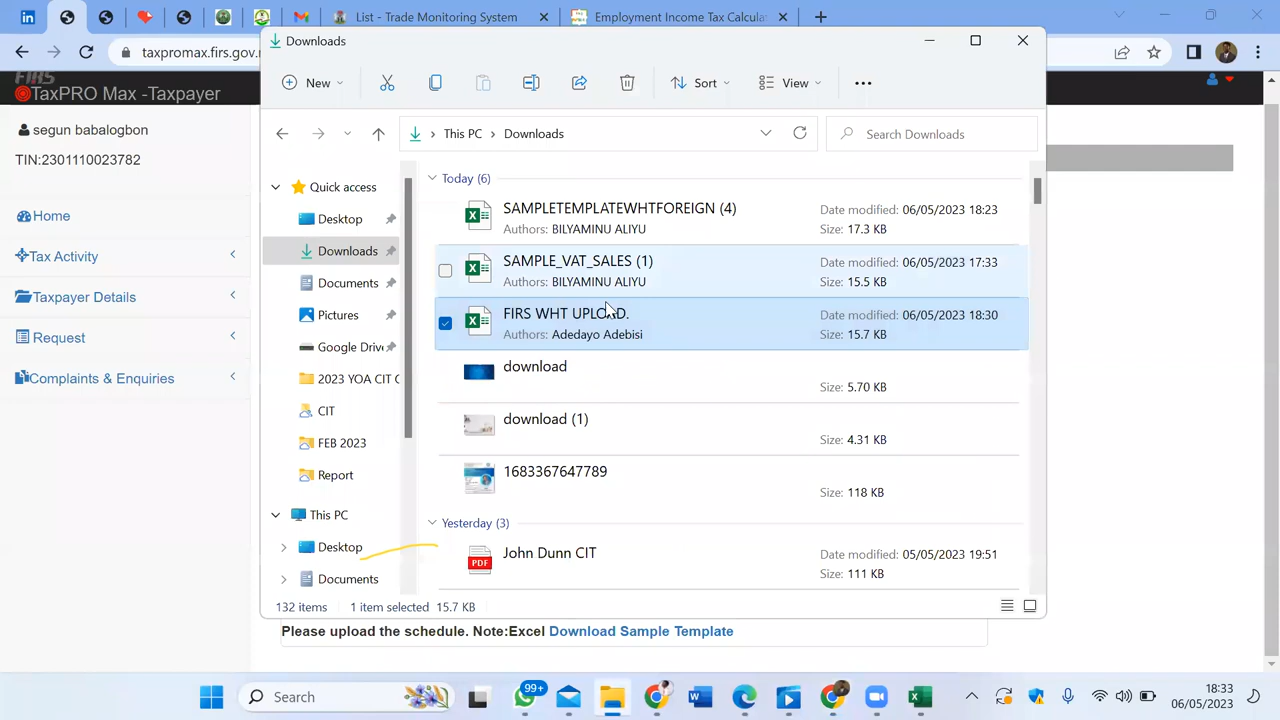 List - Trade Monitoring System
Employment Income Tax Calcula
taxpromax.firs.gov.
FIRS
TaxPRO Max -Taxpayer
segun babalogbon
TIN:2301110023782
Home
Tax Activity
Taxpayer Details
Request
Complaints & Enquiries
Downloads
New
Sort
View
This PC
Downloads
Search Downloads
Quick access
Desktop
Downloads
Documents
Pictures
Google Drive
2023 YOA CIT C
CIT
FEB 2023
Report
This PC
Desktop
Documents
Today (6)
SAMPLETEMPLATEWHTFOREIGN (4)
Authors: BILYAMINU ALIYU
Date modified: 06/05/2023 18:23
Size: 17.3 KB
SAMPLE_VAT_SALES (1)
Authors: BILYAMINU ALIYU
Date modified: 06/05/2023 17:33
Size: 15.5 KB
FIRS WHT UPLOAD.
Authors: Adedayo Adebisi
Date modified: 06/05/2023 18:30
Size: 15.7 KB
download
Size: 5.70 KB
download (1)
Size: 4.31 KB
1683367647789
Size: 118 KB
Yesterday (3)
John Dunn CIT
Date modified: 05/05/2023 19:51
PDF
Size: 111 KB
132 items
1 item selected 15.7 KB
Please upload the schedule. Note:Excel Download Sample Template
Search
99+
18:33
06/05/2023